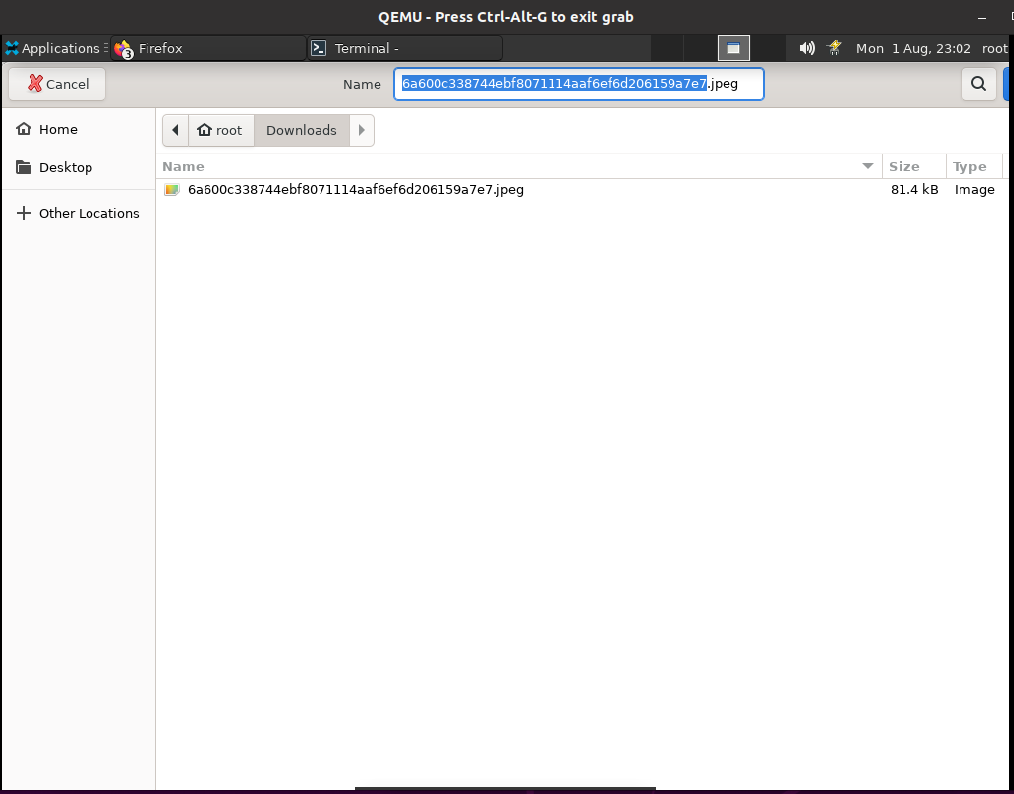 QEMU - Press Ctrl-Alt-G to exit grab
Applications Firefox 3 Terminal - Mon 1 Aug, 23:02 root
Cancel Name 6a600c338744ebf8071114aaf6ef6d206159a7e7.jpeg
Home root Downloads
Desktop
Name Size Type
6a600c338744ebf8071114aaf6ef6d206159a7e7.jpeg 81.4 kB Image
Other Locations